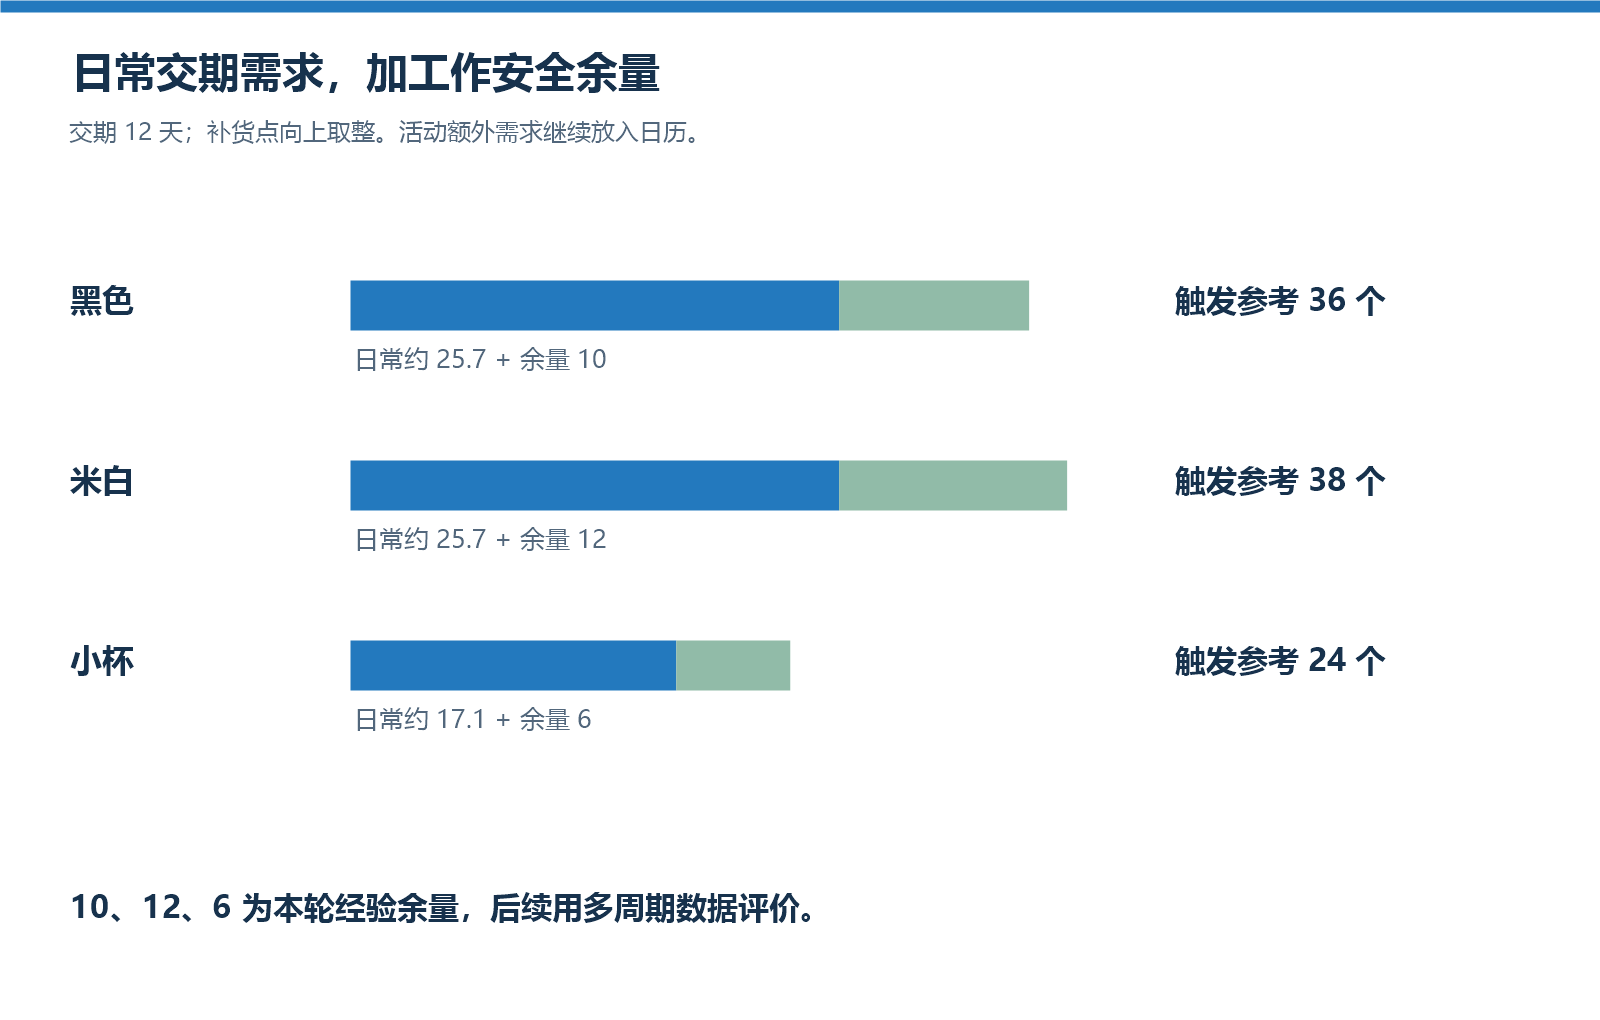 日常交期需求，加工作安全余量
交期 12 天；补货点向上取整。活动额外需求继续放入日历。
黑色
触发参考 36 个
日常约 25.7 + 余量 10
米白
触发参考 38 个
日常约 25.7 + 余量 12
小杯
触发参考 24 个
日常约 17.1 + 余量 6
10、12、6 为本轮经验余量，后续用多周期数据评价。